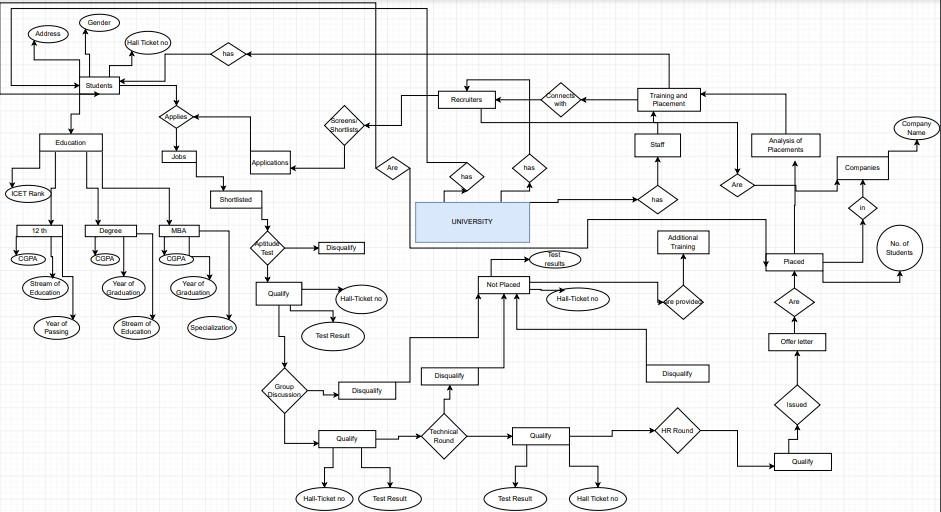 Gender
Address
Hall Ticket no
has
Students
Recruiters
Connects
with
Training and
Placement
Applies
Screens/
Shortlists
Company
Name
Education
Staff
Analysis of
Placements
Jobs
Applications
Are
has
has
Companies
Are
ICET Rank
Shortlisted
has
in
UNIVERSITY
12 th
Degree
MBA
Aptitude
Test
Disqualify
Additional
Training
No. of
Students
CGPA
CGPA
CGPA
Test
results
Placed
Stream of
Education
Year of
Graduation
Year of
Graduation
Qualify
Hall-Ticket no
Not Placed
Hall-Ticket no
are provided
Are
Year of
Passing
Stream of
Education
Specialization
Test Result
Offer letter
Group
Discussion
Disqualify
Disqualify
Disqualify
Issued
Qualify
Technical
Round
Qualify
HR Round
Qualify
Hall-Ticket no
Test Result
Test Result
Hall Ticket no